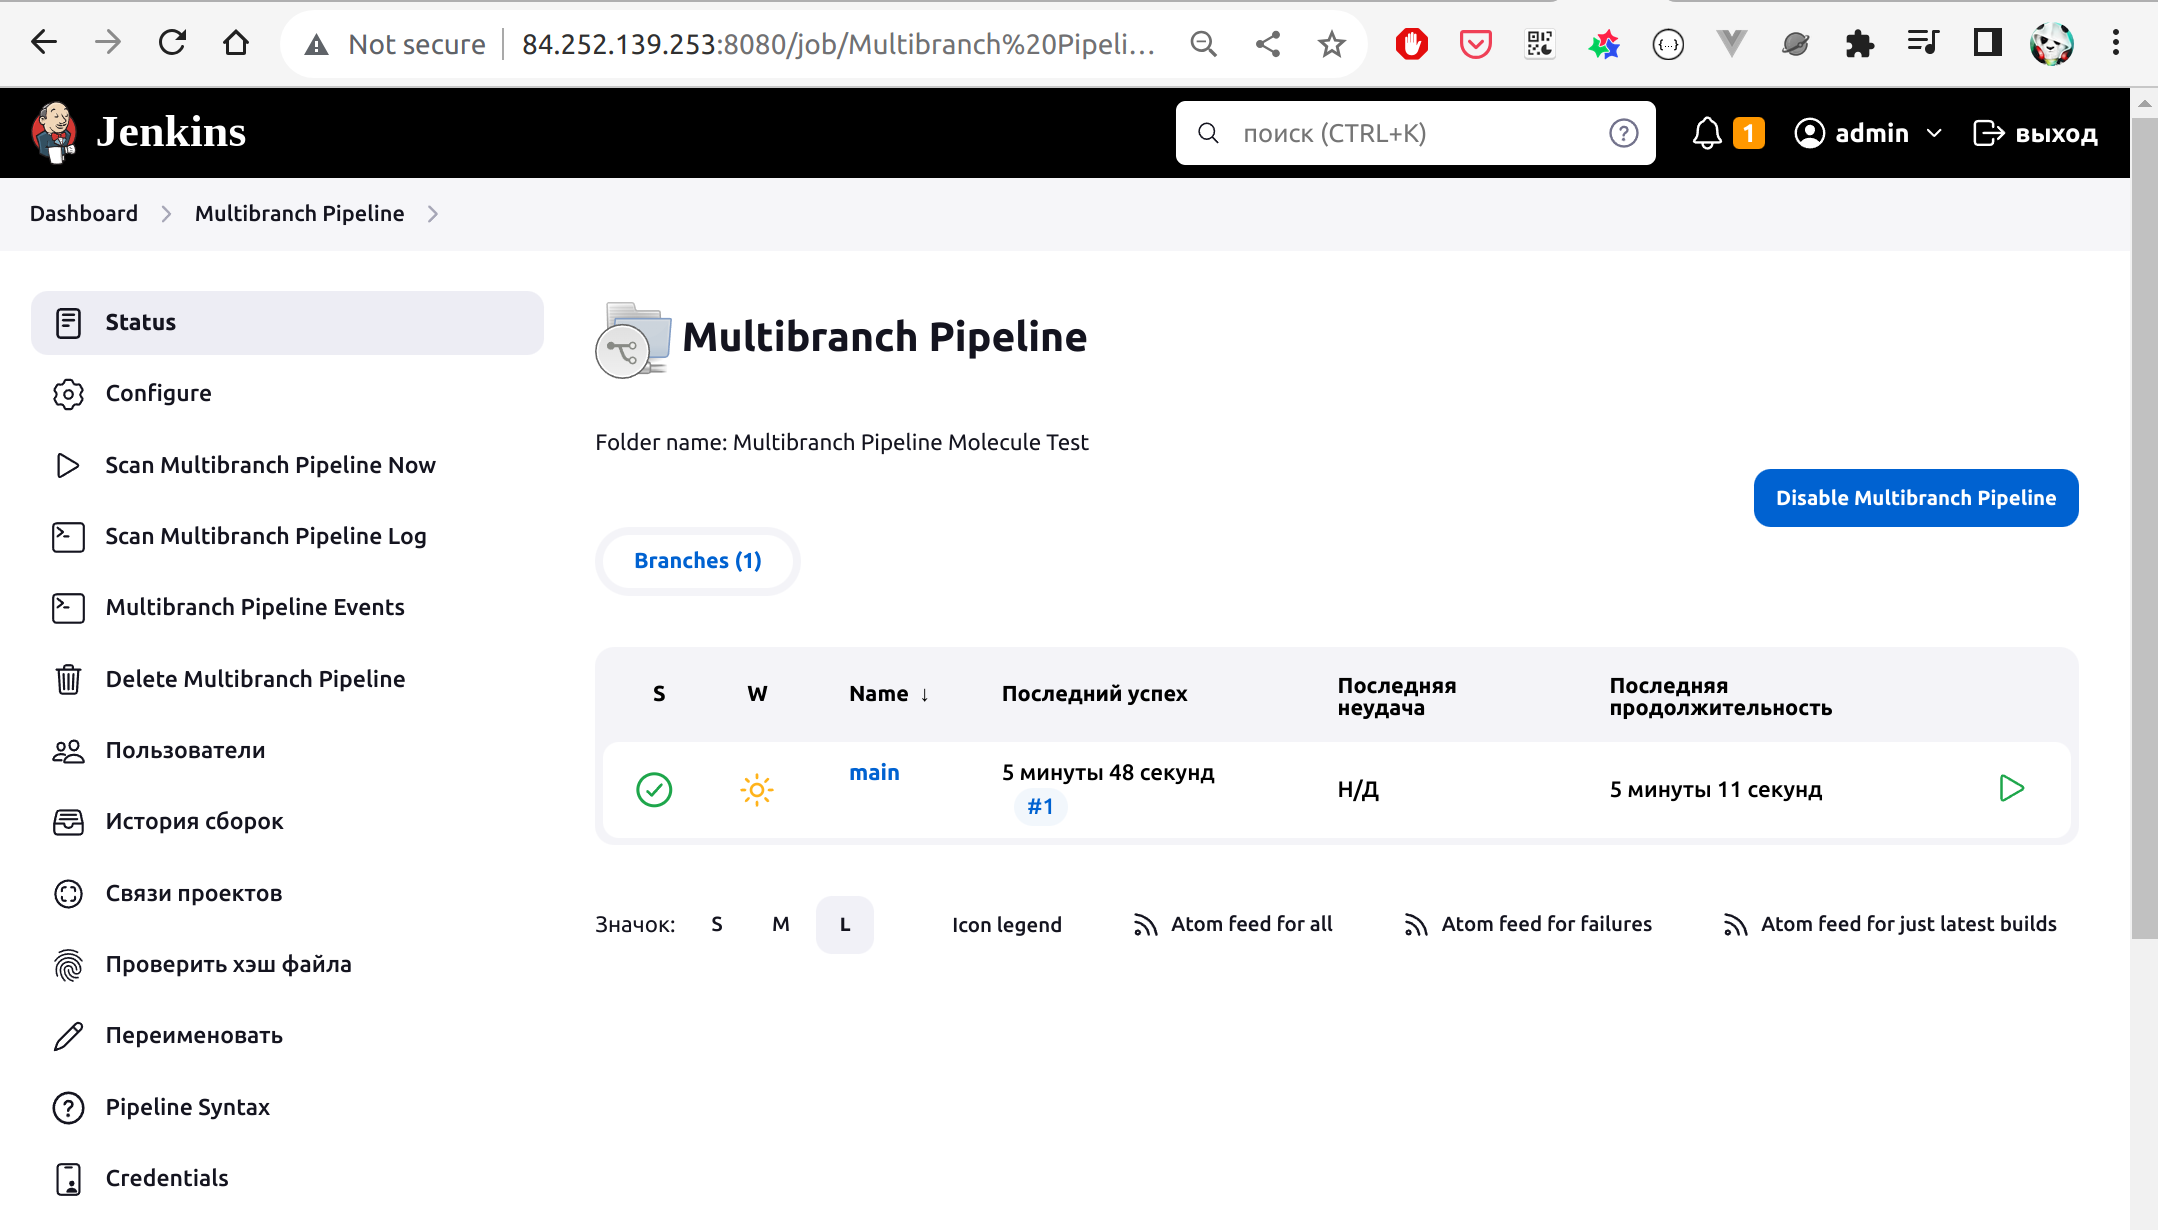 Not secure 84.252.139.253:8080/job/Multibranch%20Pipeli...
Jenkins
поиск (CTRL+K)
1
admin
выход
Dashboard
Multibranch Pipeline
Status
Configure
Scan Multibranch Pipeline Now
Scan Multibranch Pipeline Log
Multibranch Pipeline Events
Delete Multibranch Pipeline
Пользователи
История сборок
Связи проектов
Проверить хэш файла
Переименовать
Pipeline Syntax
Credentials
Multibranch Pipeline
Folder name: Multibranch Pipeline Molecule Test
Disable Multibranch Pipeline
Branches (1)
S W Name ↓ Последний успех Последняя неудача Последняя продолжительность
main 5 минуты 48 секунд #1 Н/Д 5 минуты 11 секунд
Значок: S M L Icon legend Atom feed for all Atom feed for failures Atom feed for just latest builds